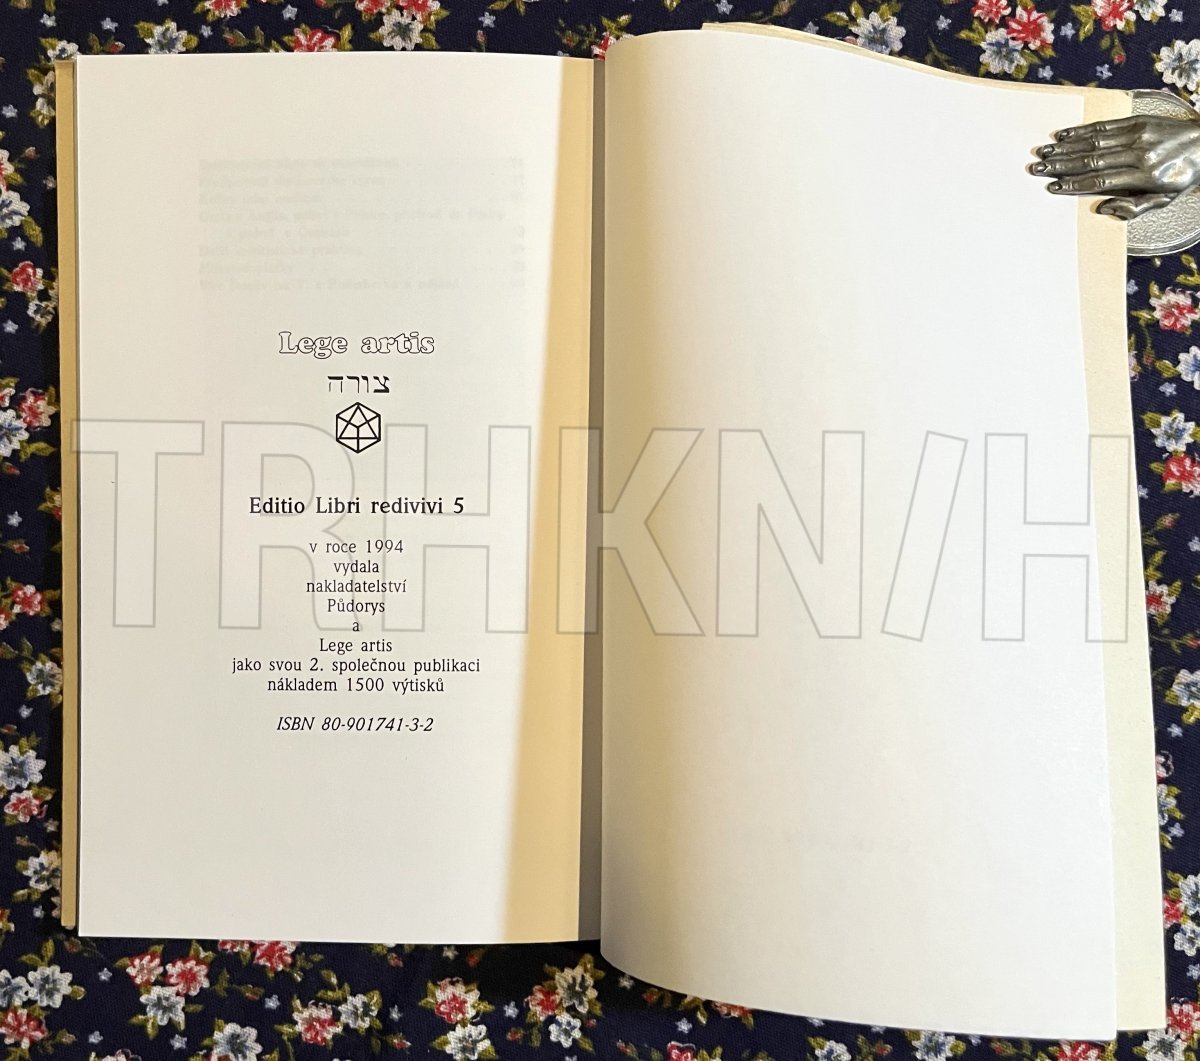 Lege artis
צורה
Editio Libri redivivi 5
v roce 1994
vydala
nakladatelství
Půdorys
a
Lege artis
jako svou 2. společnou publikaci
nákladem 1500 výtisků
ISBN 80-901741-3-2
TRHKN/H